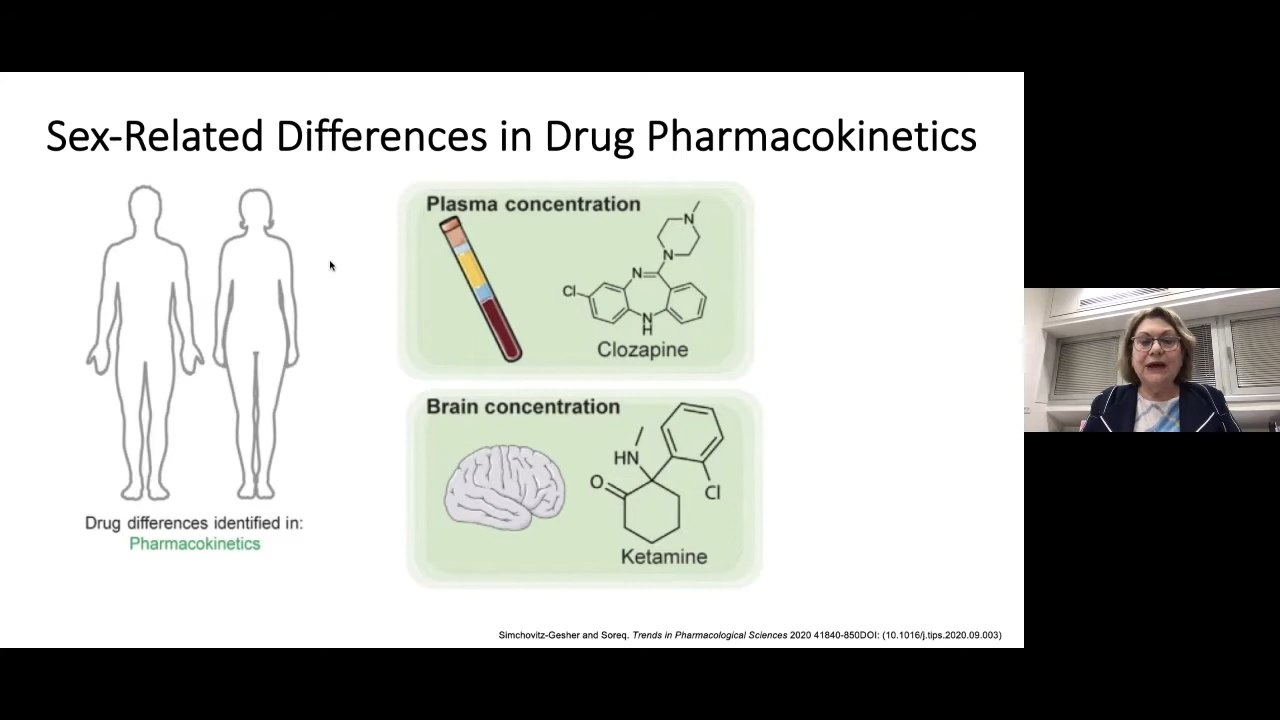 Sex-Related Differences in Drug Pharmacokinetics
Plasma concentration
N
N
N
Cl
N
H
Clozapine
Brain concentration
HN
O
Cl
Ketamine
Drug differences identified in:
Pharmacokinetics
Simchovitz-Gesher and Soreq. Trends in Pharmacological Sciences 2020 41840-850DOI: (10.1016/j.tips.2020.09.003)